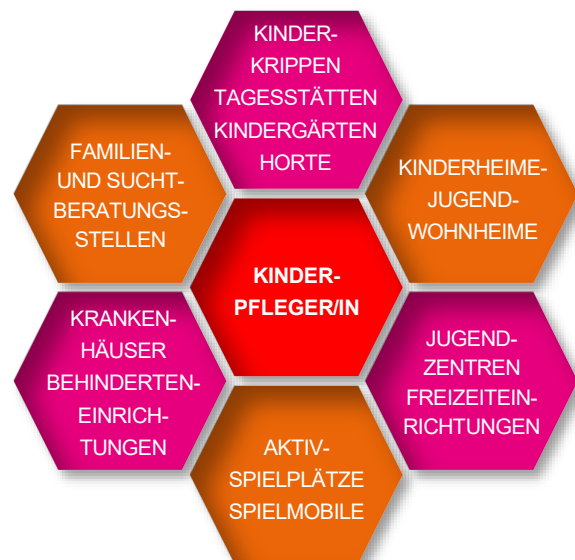 KINDER-
KRIPPEN
TAGESSTÄTTEN
KINDERGÄRTEN
HORTE
FAMILIEN-
UND SUCHT-
BERATUNGS-
STELLEN
KINDERHEIME-
JUGEND-
WOHNHEIME
KINDER-
PFLEGER/IN
KRANKEN-
HÄUSER
BEHINDERTEN-
EINRICH-
TUNGEN
JUGEND-
ZENTREN
FREIZEITEIN-
RICHTUNGEN
AKTIV-
SPIELPLÄTZE
SPIELMOBILE